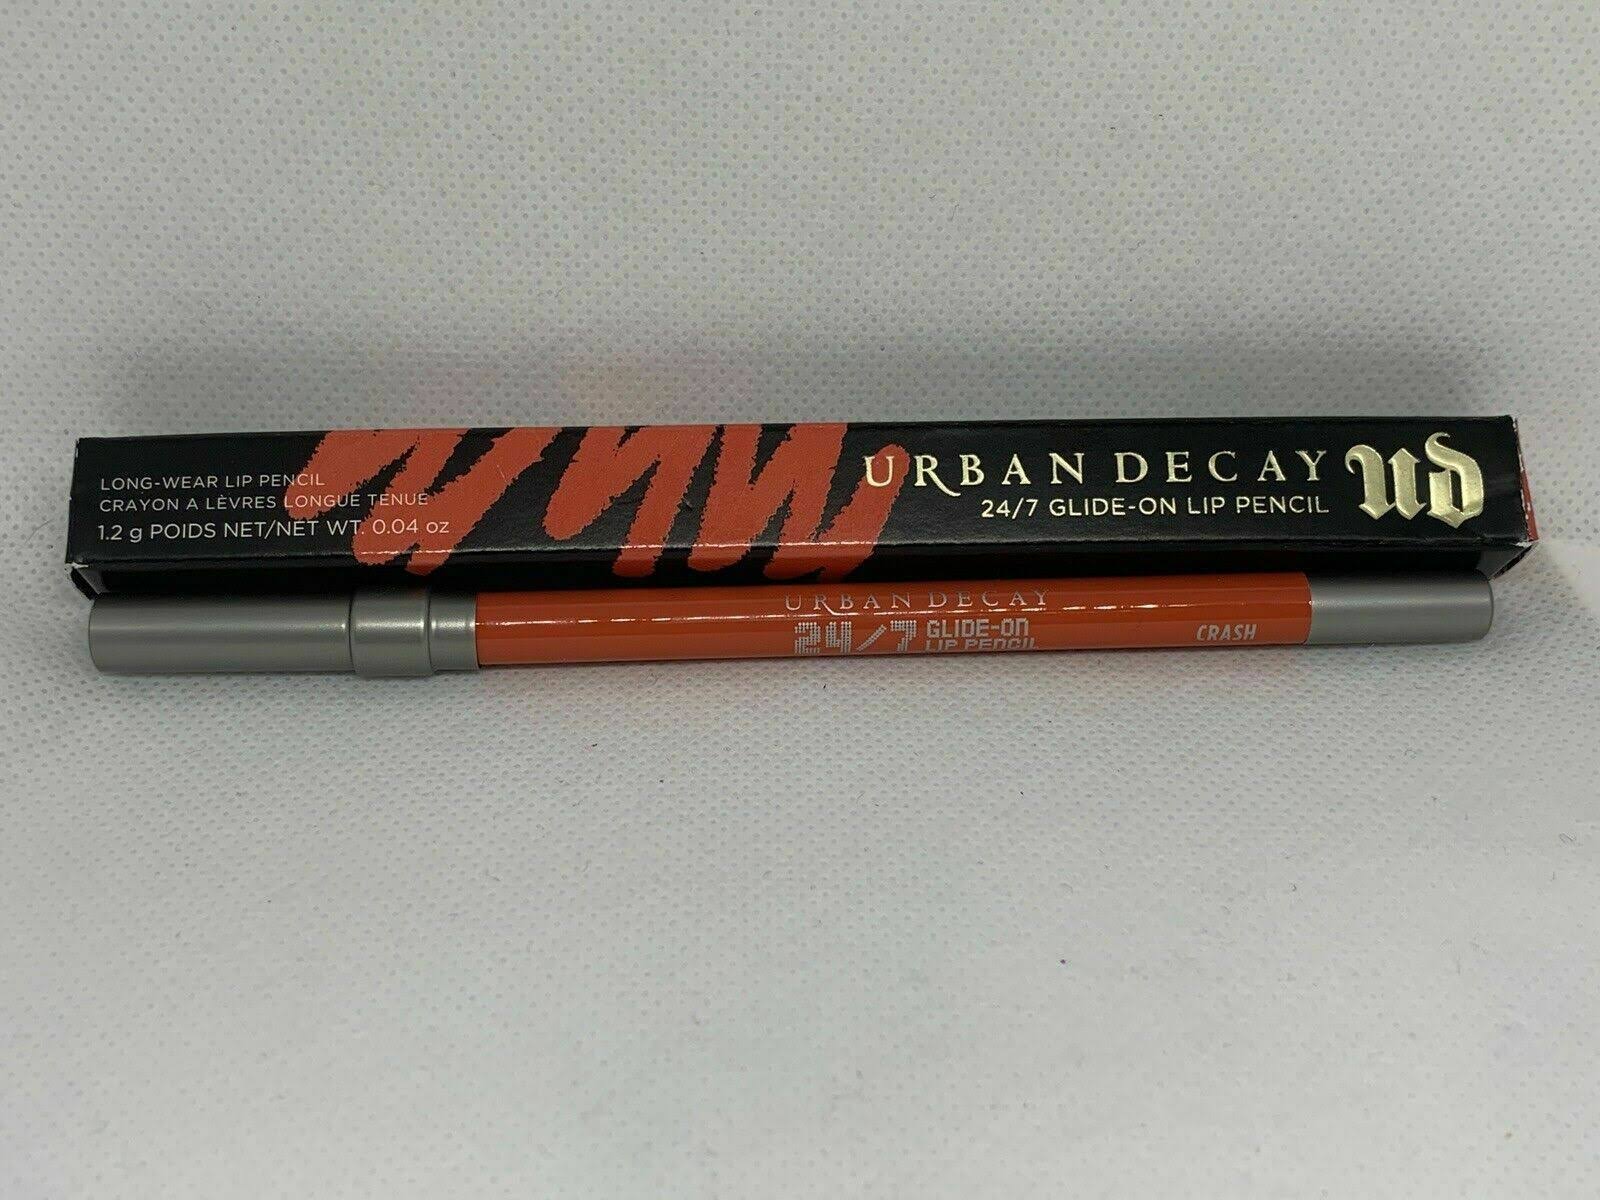 LONG-WEAR LIP PENCIL
CRAYON A LÈVRES LONGUE TENUE
1.2 g POIDS NET/NET WT. 0.04 oz
URBAN DECAY
24/7 GLIDE-ON LIP PENCIL
UD
URBAN DECAY
24/7 GLIDE-ON
LIP PENCIL
CRASH